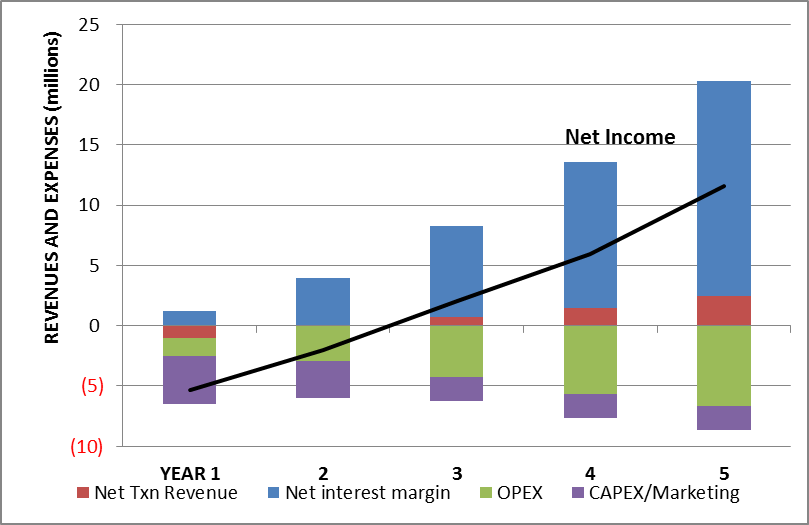 REVENUES AND EXPENSES (millions)
25
20
15
10
5
0
(5)
(10)
Net Income
YEAR 1 2 3 4 5
Net Txn Revenue Net interest margin OPEX CAPEX/Marketing